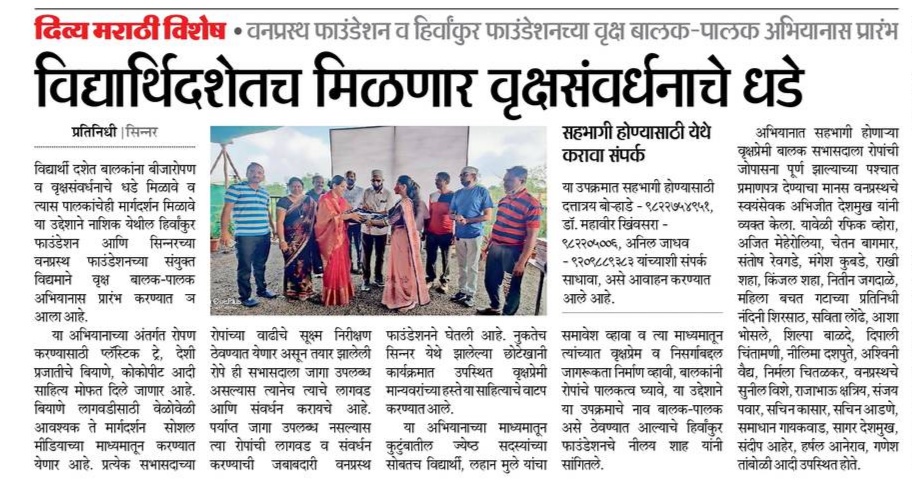 दिव्य मराठी विशेष • वनप्रस्थ फाउंडेशन व हिर्वांकुर फाउंडेशनच्या वृक्ष बालक-पालक अभियानास प्रारंभ
विद्यार्थिदशेतच मिळणार वृक्षसंवर्धनाचे धडे
प्रतिनिधी | सिन्नर
विद्यार्थी दशेत बालकांना बीजारोपण
व वृक्षसंवर्धनाचे धडे मिळावे व
त्यास पालकांचेही मार्गदर्शन मिळावे
या उद्देशाने नाशिक येथील हिर्वांकुर
फाउंडेशन आणि सिन्नरच्या
वनप्रस्थ फाउंडेशनच्या संयुक्त
विद्यमाने वृक्ष बालक-पालक
अभियानास प्रारंभ करण्यात ञ
आला आहे.
या अभियानाच्या अंतर्गत रोपण
करण्यासाठी प्लॅस्टिक ट्रे, देशी
प्रजातीचे बियाणे, कोकोपीट आदी
साहित्य मोफत दिले जाणार आहे.
बियाणे लागवडीसाठी वेळोवेळी
आवश्यक ते मार्गदर्शन सोशल
मीडियाच्या माध्यमातून करण्यात
येणार आहे. प्रत्येक सभासदाच्या
रोपांच्या वाढीचे सूक्ष्म निरीक्षण
ठेवण्यात येणार असून तयार झालेली
रोपे ही सभासदाला जागा उपलब्ध
असल्यास त्यानेच त्याचे लागवड
आणि संवर्धन करायचे आहे.
पर्याप्त जागा उपलब्ध नसल्यास
त्या रोपांची लागवड व संवर्धन
करण्याची जबाबदारी वनप्रस्थ
फाउंडेशनने घेतली आहे. नुकतेच
सिन्नर येथे झालेल्या छोटेखानी
कार्यक्रमात उपस्थित वृक्षप्रेमी
मान्यवरांच्या हस्ते या साहित्याचे वाटप
करण्यात आले.
या अभियानाच्या माध्यमातून
कुटुंबातील ज्येष्ठ सदस्यांच्या
सोबतच विद्यार्थी, लहान मुले यांचा
सहभागी होण्यासाठी येथे
करावा संपर्क
या उपक्रमात सहभागी होण्यासाठी
दत्तात्रय बोऱ्हाडे - ९८२२७५४९५१,
डॉ. महावीर खिंवसरा -
९८२२०५००६, अनिल जाधव
- ९२०९८८९३८३ यांच्याशी संपर्क
साधावा, असे आवाहन करण्यात
आले आहे.
समावेश व्हावा व त्या माध्यमातून
त्यांच्यात वृक्षप्रेम व निसर्गाबद्दल
जागरूकता निर्माण व्हावी, बालकांनी
रोपांचे पालकत्व घ्यावे, या उद्देशाने
या उपक्रमाचे नाव बालक-पालक
असे ठेवण्यात आल्याचे हिर्वांकुर
फाउंडेशनचे नीलय शाह यांनी
सांगितले.
अभियानात सहभागी होणाऱ्या
वृक्षप्रेमी बालक सभासदाला रोपांची
जोपासना पूर्ण झाल्याच्या पश्चात
प्रमाणपत्र देण्याचा मानस वनप्रस्थचे
स्वयंसेवक अभिजीत देशमुख यांनी
व्यक्त केला. यावेळी रफिक व्होरा,
अजित मेहेरोलिया, चेतन बागमार,
संतोष रेवगडे, मंगेश कुबडे, राखी
शहा, किंजल शहा, नितीन जगदाळे,
महिला बचत गटाच्या प्रतिनिधी
नंदिनी शिरसाठ, सविता लोंढे, आशा
भोसले, शिल्पा बाळदे, दिपाली
चिंतामणी, नीलिमा दशपुते, अश्विनी
वैद्य, निर्मला चितळकर, वनप्रस्थचे
सुनील विशे, राजाभाऊ क्षत्रिय, संजय
पवार, सचिन कासार, सचिन आडणे,
समाधान गायकवाड, सागर देशमुख,
संदीप आहेर, हर्षल आनेराव, गणेश
तांबोळी आदी उपस्थित होते.